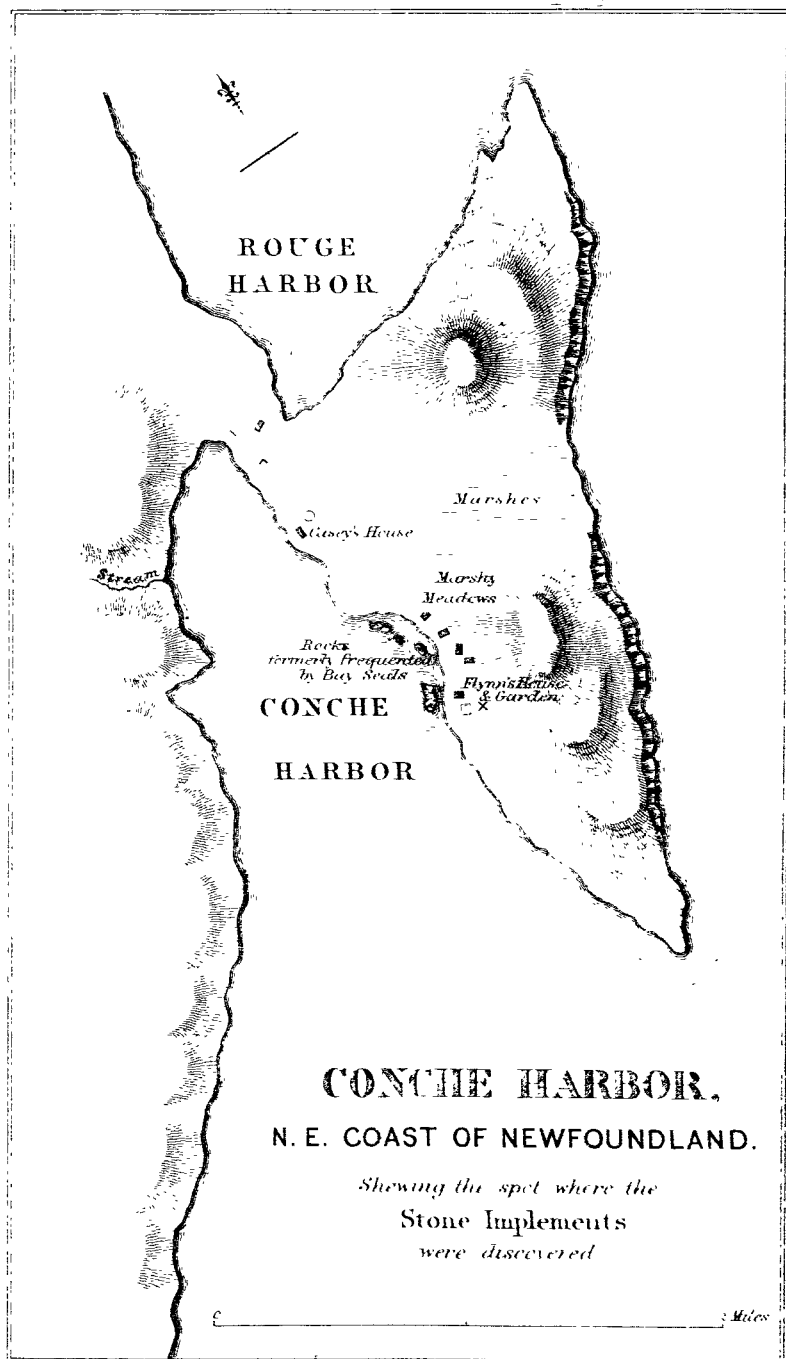 ROUGE
HARBOR
Marshes
Casey's House
Stream
Marshy
Meadows
Rocks
formerly frequented
by Bay Seals
Flynn's House
& Garden
X
CONCHE
HARBOR
CONCHE HARBOR.
N. E. COAST OF NEWFOUNDLAND.
Shewing the spot where the
Stone Implements
were discovered
Miles